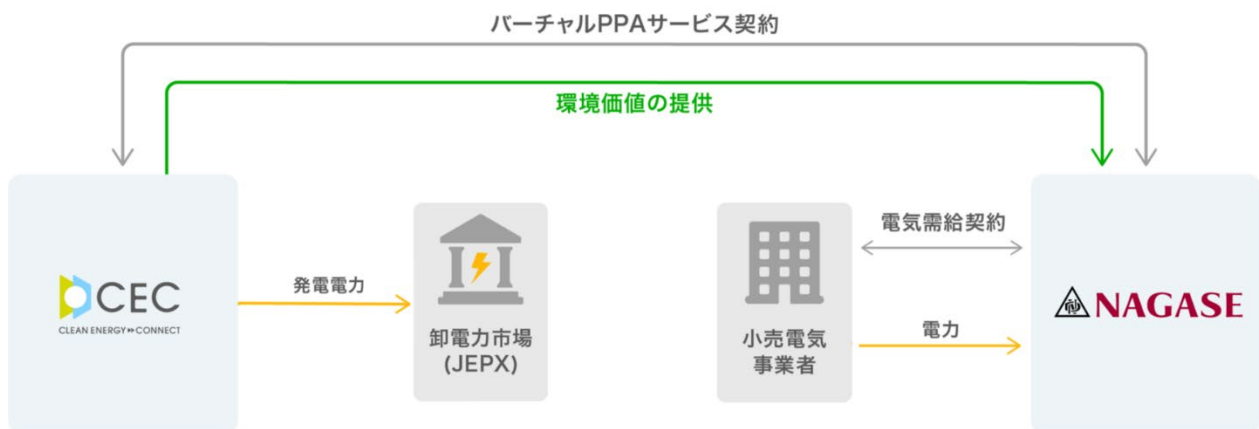 バーチャルPPAサービス契約
環境価値の提供
CEC
CLEAN ENERGY CONNECT
発電電力
卸電力市場
(JEPX)
小売電気
事業者
電気需給契約
電力
NAGASE